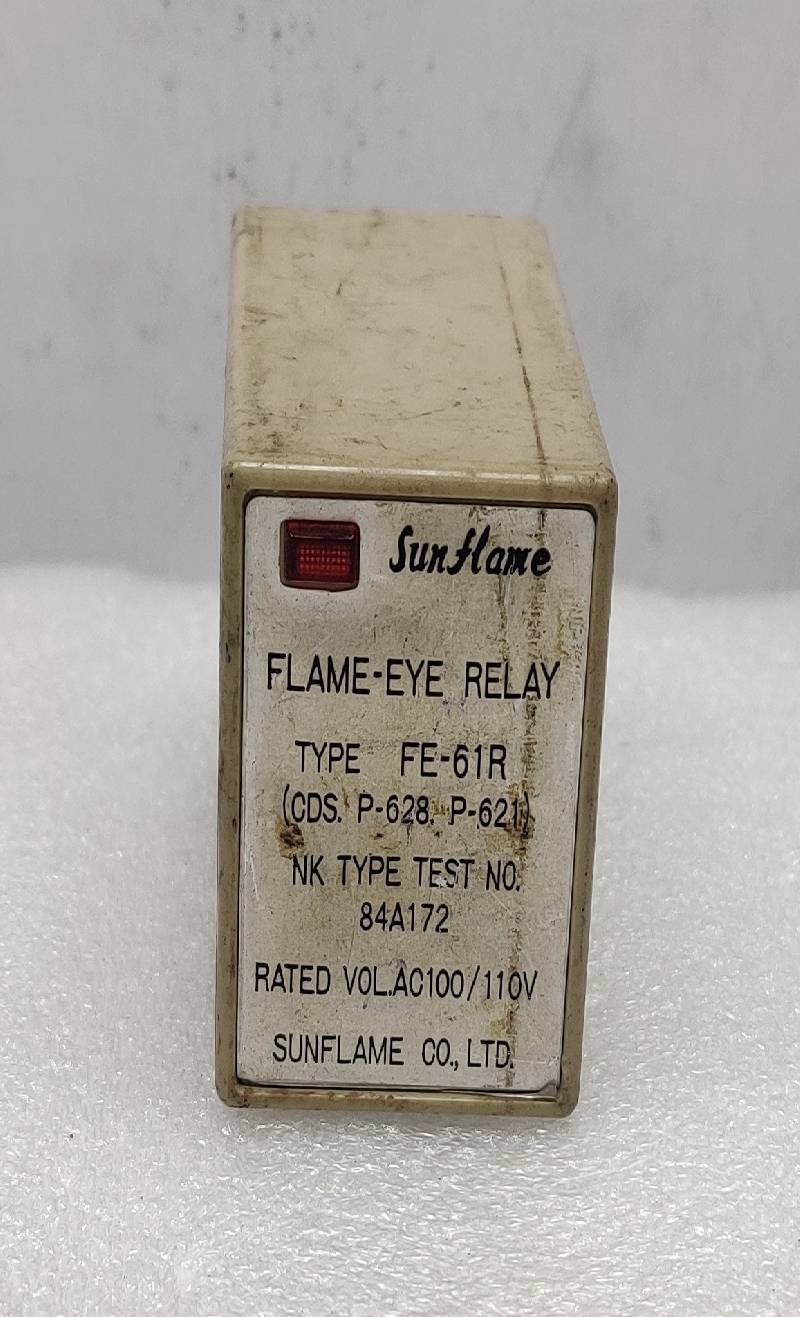 Sunflame
FLAME-EYE RELAY
TYPE FE-61R
(CDS. P-628. P-621)
NK TYPE TEST NO.
84A172
RATED VOL.AC100/110V
SUNFLAME CO., LTD.